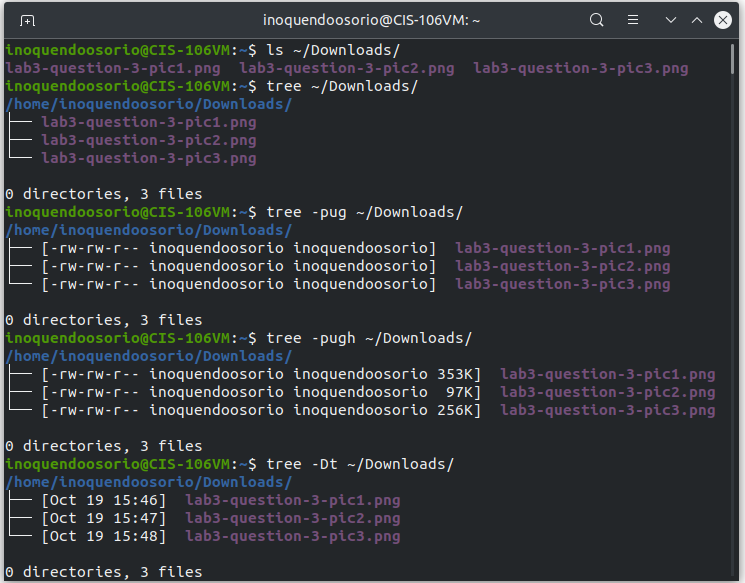 inoquendoosorio@CIS-106VM: ~
inoquendoosorio@CIS-106VM:~$ ls ~/Downloads/
lab3-question-3-pic1.png  lab3-question-3-pic2.png  lab3-question-3-pic3.png
inoquendoosorio@CIS-106VM:~$ tree ~/Downloads/
/home/inoquendoosorio/Downloads/
├── lab3-question-3-pic1.png
├── lab3-question-3-pic2.png
└── lab3-question-3-pic3.png
0 directories, 3 files
inoquendoosorio@CIS-106VM:~$ tree -pug ~/Downloads/
/home/inoquendoosorio/Downloads/
├── [-rw-rw-r-- inoquendoosorio inoquendoosorio]  lab3-question-3-pic1.png
├── [-rw-rw-r-- inoquendoosorio inoquendoosorio]  lab3-question-3-pic2.png
└── [-rw-rw-r-- inoquendoosorio inoquendoosorio]  lab3-question-3-pic3.png
0 directories, 3 files
inoquendoosorio@CIS-106VM:~$ tree -pugh ~/Downloads/
/home/inoquendoosorio/Downloads/
├── [-rw-rw-r-- inoquendoosorio inoquendoosorio 353K]  lab3-question-3-pic1.png
├── [-rw-rw-r-- inoquendoosorio inoquendoosorio  97K]  lab3-question-3-pic2.png
└── [-rw-rw-r-- inoquendoosorio inoquendoosorio 256K]  lab3-question-3-pic3.png
0 directories, 3 files
inoquendoosorio@CIS-106VM:~$ tree -Dt ~/Downloads/
/home/inoquendoosorio/Downloads/
├── [Oct 19 15:46]  lab3-question-3-pic1.png
├── [Oct 19 15:47]  lab3-question-3-pic2.png
└── [Oct 19 15:48]  lab3-question-3-pic3.png
0 directories, 3 files